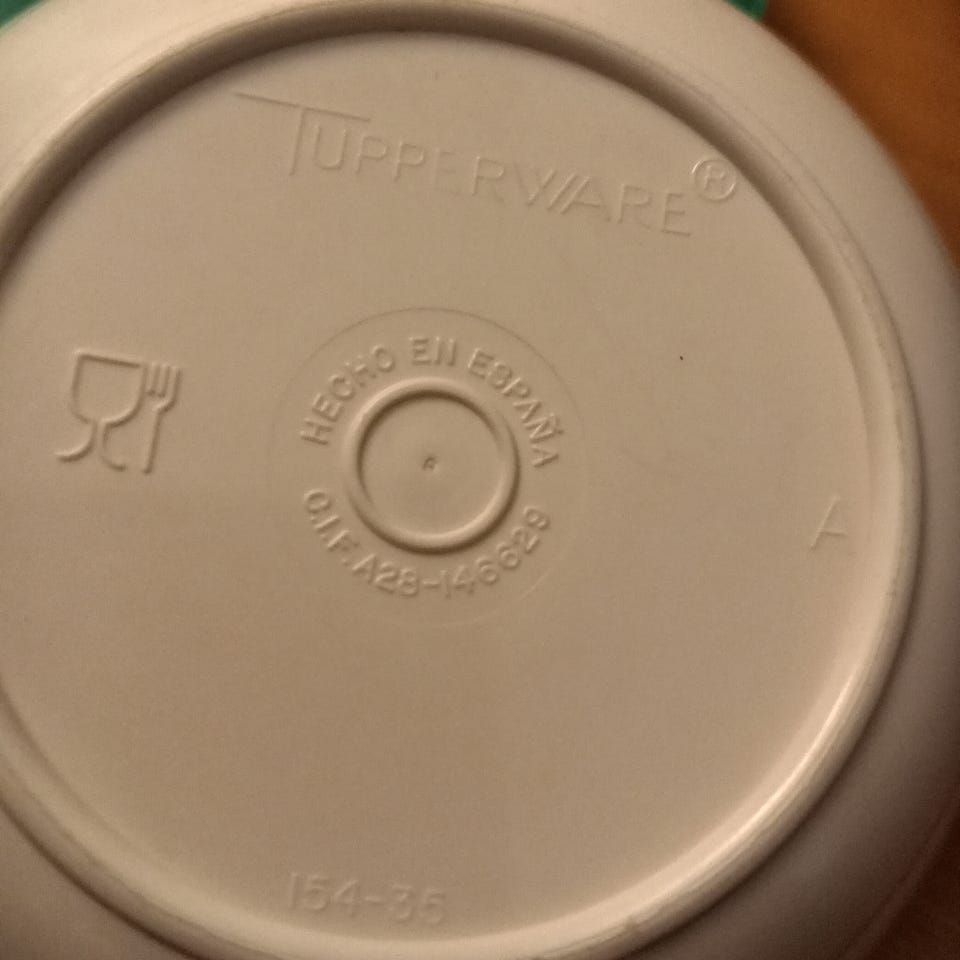 TUPPERWARE®
HECHO EN ESPAÑA
C.I.F. A28-146629
A
154-35